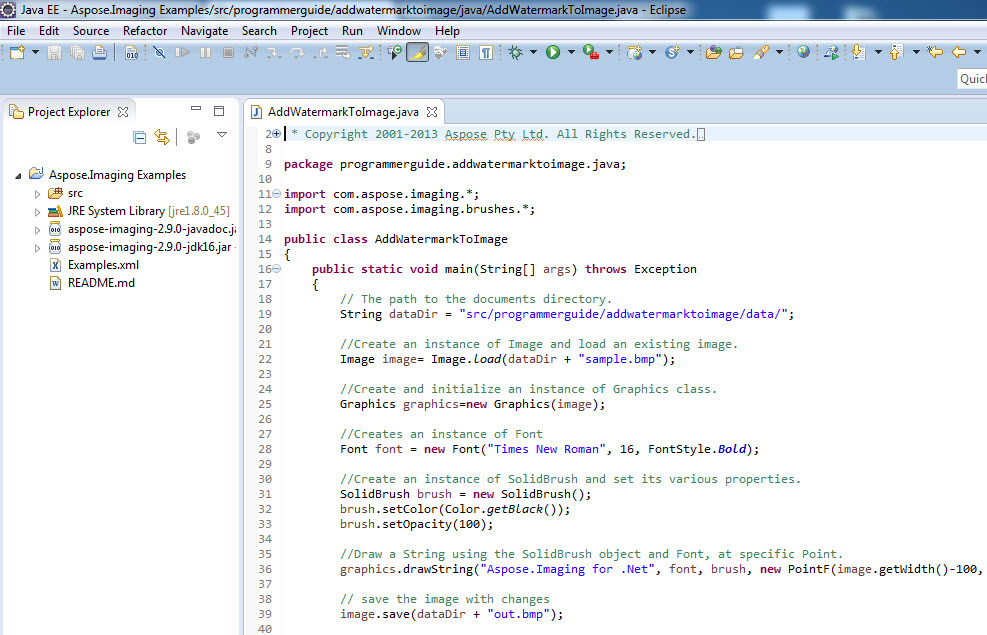 Java EE - Aspose.Imaging Examples/src/programmerguide/addwatermarktoimage/java/AddWatermarkToImage.java - Eclipse
File Edit Source Refactor Navigate Search Project Run Window Help
Quic
Project Explorer
AddWatermarkToImage.java
Aspose.Imaging Examples
src
JRE System Library [jre1.8.0_45]
aspose-imaging-2.9.0-javadoc.ja
aspose-imaging-2.9.0-jdk16.jar
Examples.xml
README.md
2 * Copyright 2001-2013 Aspose Pty Ltd. All Rights Reserved.
8
9 package programmerguide.addwatermarktoimage.java;
10
11 import com.aspose.imaging.*;
12 import com.aspose.imaging.brushes.*;
13
14 public class AddWatermarkToImage
15 {
16 public static void main(String[] args) throws Exception
17 {
18 // The path to the documents directory.
19 String dataDir = "src/programmerguide/addwatermarktoimage/data/";
20
21 //Create an instance of Image and load an existing image.
22 Image image= Image.load(dataDir + "sample.bmp");
23
24 //Create and initialize an instance of Graphics class.
25 Graphics graphics=new Graphics(image);
26
27 //Creates an instance of Font
28 Font font = new Font("Times New Roman", 16, FontStyle.Bold);
29
30 //Create an instance of SolidBrush and set its various properties.
31 SolidBrush brush = new SolidBrush();
32 brush.setColor(Color.getBlack());
33 brush.setOpacity(100);
34
35 //Draw a String using the SolidBrush object and Font, at specific Point.
36 graphics.drawString("Aspose.Imaging for .Net", font, brush, new PointF(image.getWidth()-100,
37
38 // save the image with changes
39 image.save(dataDir + "out.bmp");
40